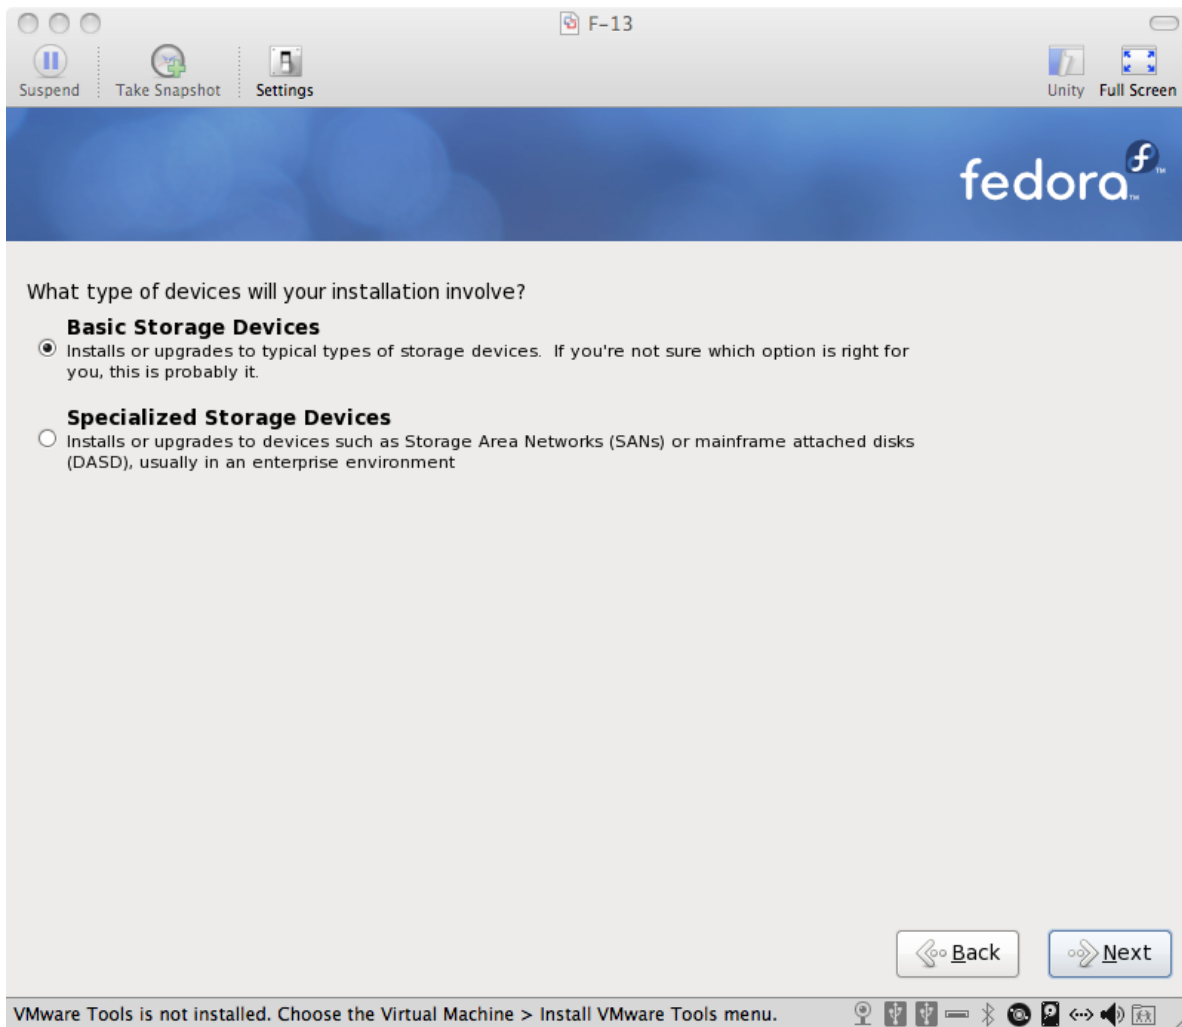 F-13
Suspend
Take Snapshot
Settings
Unity
Full Screen
fedora
What type of devices will your installation involve?
Basic Storage Devices
Installs or upgrades to typical types of storage devices.  If you're not sure which option is right for
you, this is probably it.
Specialized Storage Devices
Installs or upgrades to devices such as Storage Area Networks (SANs) or mainframe attached disks
(DASD), usually in an enterprise environment
Back
Next
VMware Tools is not installed. Choose the Virtual Machine > Install VMware Tools menu.